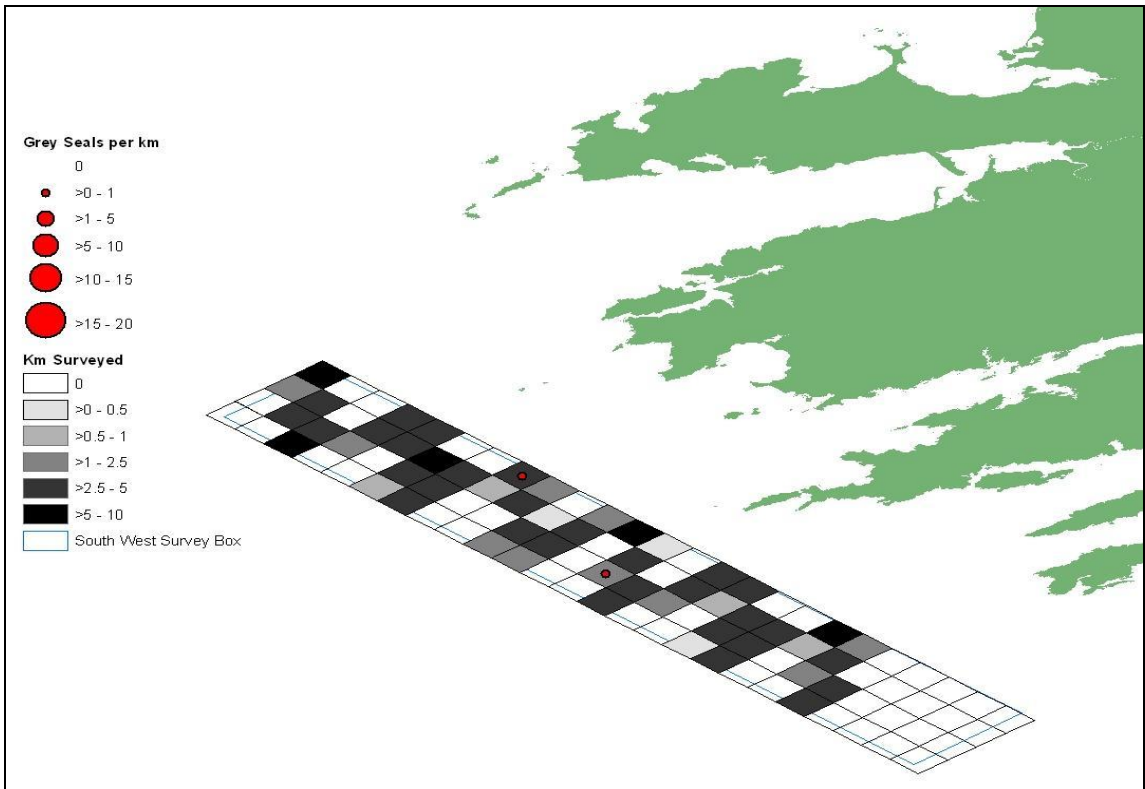 Grey Seals per km
0
>0 - 1
>1 - 5
>5 - 10
>10 - 15
>15 - 20
Km Surveyed
0
>0 - 0.5
>0.5 - 1
>1 - 2.5
>2.5 - 5
>5 - 10
South West Survey Box